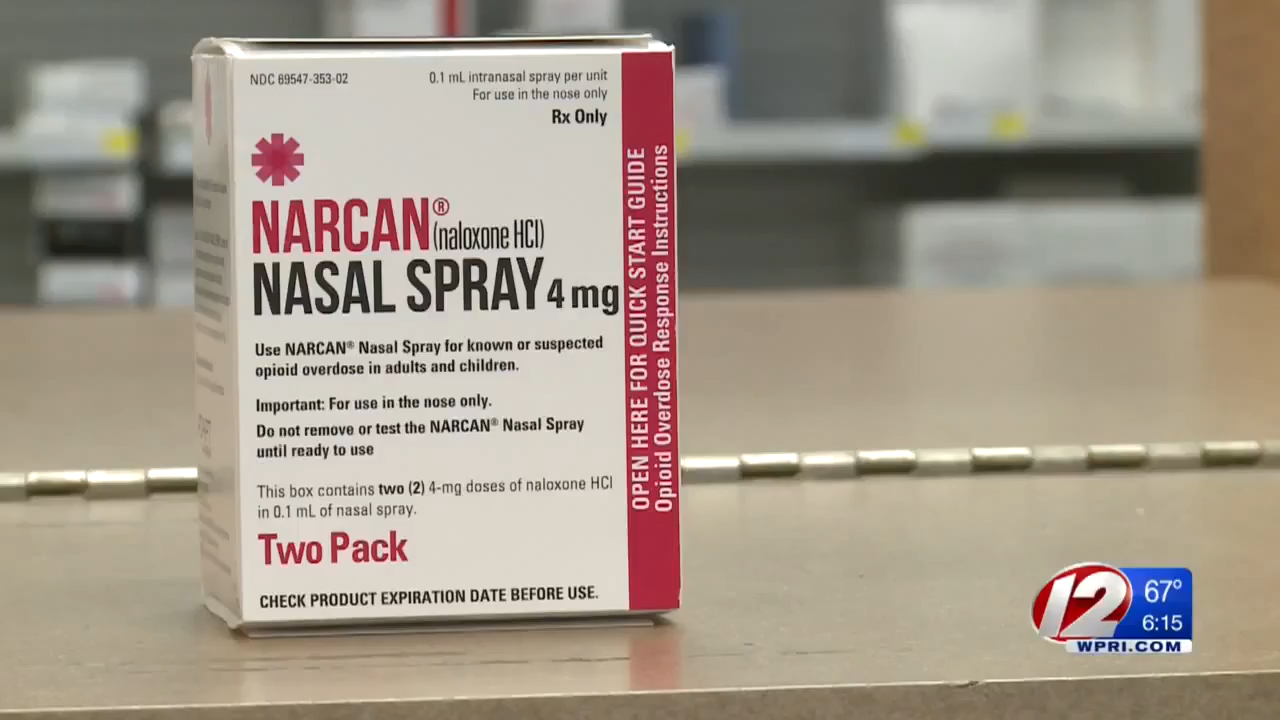 NDC 69547-353-02
0.1 mL intranasal spray per unit
For use in the nose only
Rx Only
NARCAN® (naloxone HCl)
NASAL SPRAY 4 mg
Use NARCAN® Nasal Spray for known or suspected
opioid overdose in adults and children.
Important: For use in the nose only.
Do not remove or test the NARCAN® Nasal Spray
until ready to use
This box contains two (2) 4-mg doses of naloxone HCl
in 0.1 mL of nasal spray.
Two Pack
CHECK PRODUCT EXPIRATION DATE BEFORE USE.
OPEN HERE FOR QUICK START GUIDE
Opioid Overdose Response Instructions
12
67°
6:15
WPRI.COM